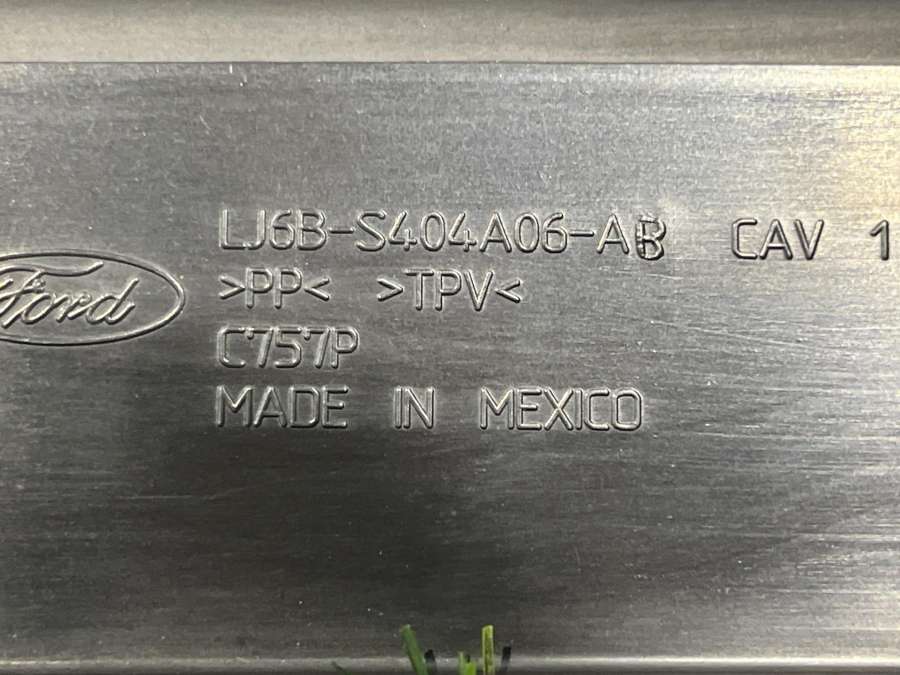 LJ6B-S404A06-AB CAV 1
Ford
>PP< >TPV<
C757P
MADE IN MEXICO